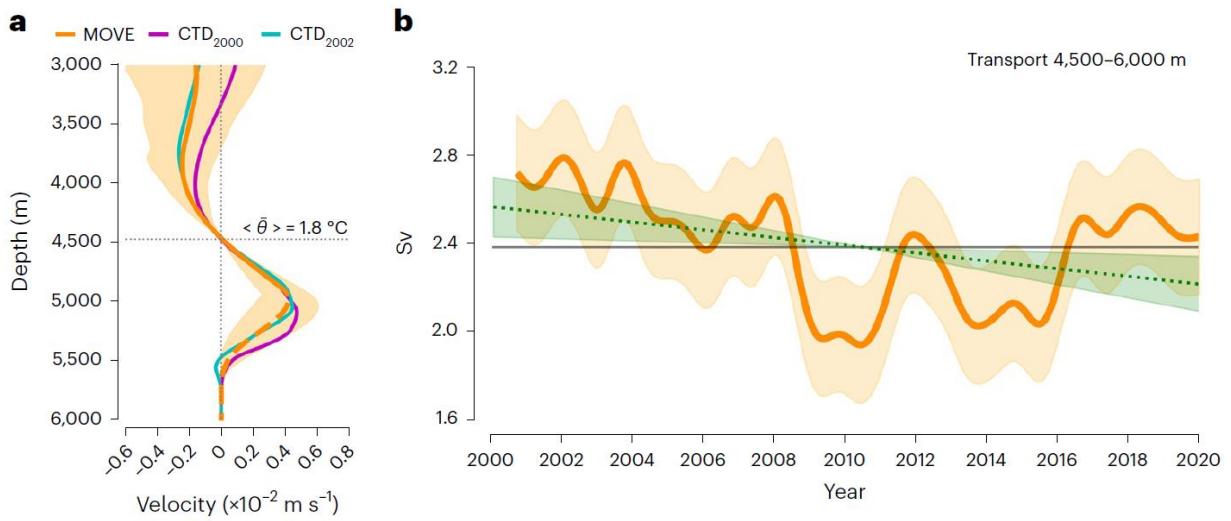 a
MOVE CTD2000 CTD2002
3,000
3,500
4,000
4,500
5,000
5,500
6,000
Depth (m)
< θ̄ > = 1.8 °C
–0.6 –0.4 –0.2 0 0.2 0.4 0.6 0.8
Velocity (×10⁻² m s⁻¹)
b
Transport 4,500–6,000 m
3.2
2.8
2.4
2.0
1.6
Sv
2000 2002 2004 2006 2008 2010 2012 2014 2016 2018 2020
Year